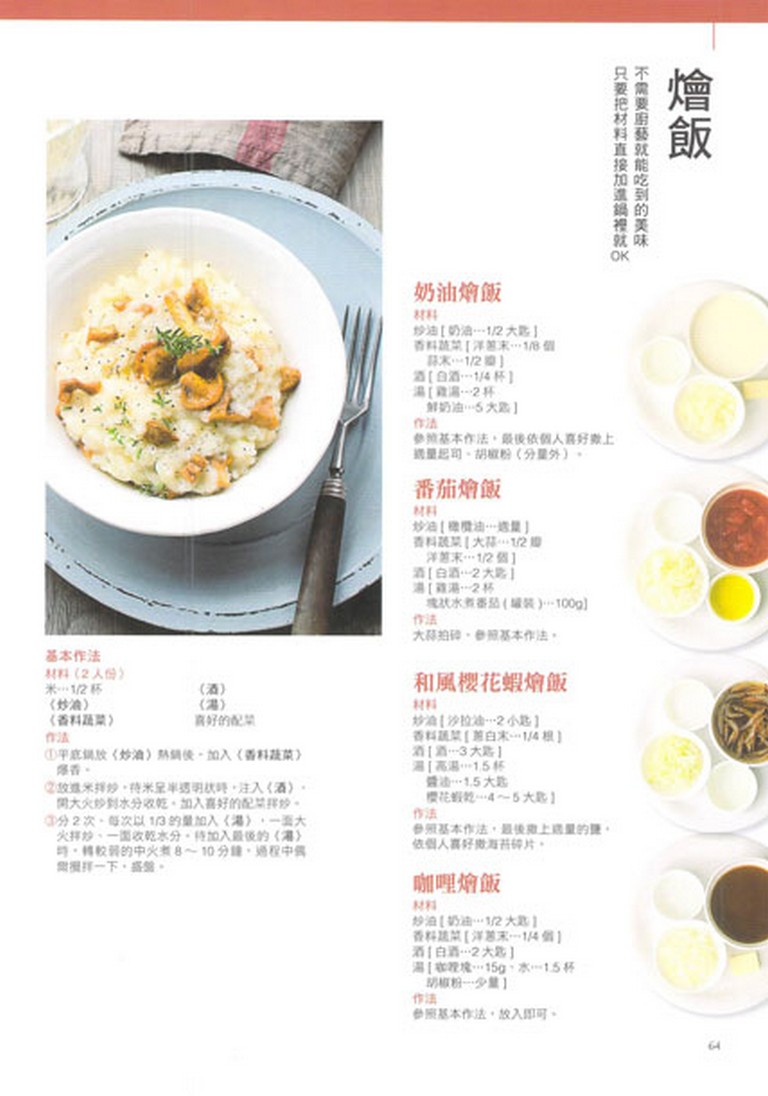 燴飯
不需要廚藝就能吃到的美味
只要把材料直接加進鍋裡就OK
基本作法
材料（2人份）
米…1/2 杯
《炒油》
《香料蔬菜》
《酒》
《湯》
喜好的配菜
作法
①平底鍋放《炒油》熱鍋後，加入《香料蔬菜》
爆香。
②放進米拌炒，待米呈半透明狀時，注入《酒》，
開大火炒到水分收乾，加入喜好的配菜拌炒。
③分 2 次，每次以 1/3 的量加入《湯》，一面大
火拌炒、一面收乾水分。待加入最後的《湯》
時，轉較弱的中火煮 8～10 分鐘，過程中偶
爾攪拌一下，盛盤。
奶油燴飯
材料
炒油 [ 奶油…1/2 大匙 ]
香料蔬菜 [ 洋蔥末…1/8 個
蒜末…1/2 瓣 ]
酒 [ 白酒…1/4 杯 ]
湯 [ 雞湯…2 杯
鮮奶油…5 大匙 ]
作法
參照基本作法，最後依個人喜好撒上
適量起司、胡椒粉（分量外）。
番茄燴飯
材料
炒油 [ 橄欖油…適量 ]
香料蔬菜 [ 大蒜…1/2 瓣
洋蔥末…1/2 個 ]
酒 [ 白酒…2 大匙 ]
湯 [ 雞湯…2 杯
塊狀水煮番茄 ( 罐裝 )…100g]
作法
大蒜拍碎，參照基本作法。
和風櫻花蝦燴飯
材料
炒油 [ 沙拉油…2 小匙 ]
香料蔬菜 [ 蔥白末…1/4 根 ]
酒 [ 酒…3 大匙 ]
湯 [ 高湯…1.5 杯
醬油…1.5 大匙
櫻花蝦乾…4～5 大匙 ]
作法
參照基本作法，最後撒上適量的鹽，
依個人喜好撒海苔碎片。
咖哩燴飯
材料
炒油 [ 奶油…1/2 大匙 ]
香料蔬菜 [ 洋蔥末…1/4 個 ]
酒 [ 白酒…2 大匙 ]
湯 [ 咖哩塊…15g、水…1.5 杯
胡椒粉…少量 ]
作法
參照基本作法，放入即可。
64